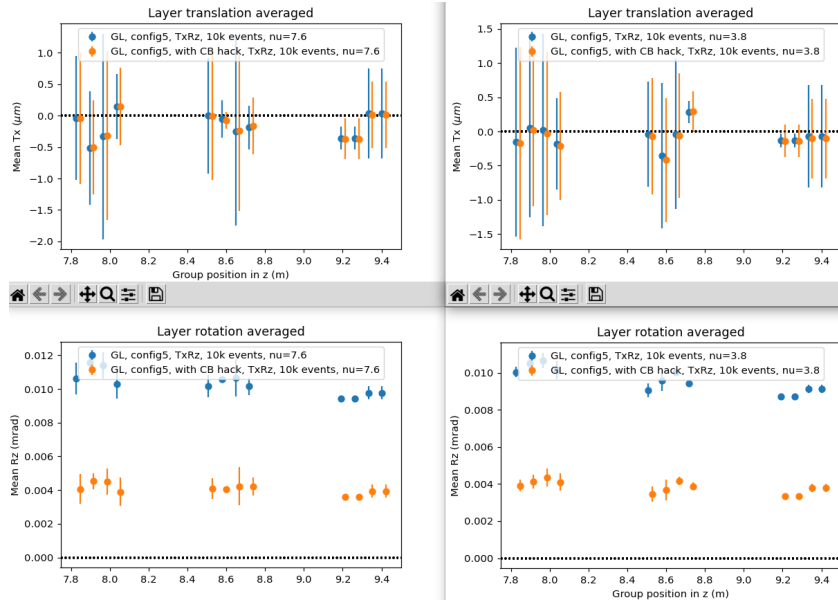 Layer translation averaged
GL, config5, TxRz, 10k events, nu=7.6
GL, config5, with CB hack, TxRz, 10k events, nu=7.6
Mean Tx (μm)
1.0
0.5
0.0
−0.5
−1.0
−1.5
−2.0
7.8 8.0 8.2 8.4 8.6 8.8 9.0 9.2 9.4
Group position in z (m)
Layer translation averaged
GL, config5, TxRz, 10k events, nu=3.8
GL, config5, with CB hack, TxRz, 10k events, nu=3.8
Mean Tx (μm)
1.5
1.0
0.5
0.0
−0.5
−1.0
−1.5
7.8 8.0 8.2 8.4 8.6 8.8 9.0 9.2 9.4
Group position in z (m)
Layer rotation averaged
GL, config5, TxRz, 10k events, nu=7.6
GL, config5, with CB hack, TxRz, 10k events, nu=7.6
Mean Rz (mrad)
0.012
0.010
0.008
0.006
0.004
0.002
0.000
7.8 8.0 8.2 8.4 8.6 8.8 9.0 9.2 9.4
Layer rotation averaged
GL, config5, TxRz, 10k events, nu=3.8
GL, config5, with CB hack, TxRz, 10k events, nu=3.8
Mean Rz (mrad)
0.010
0.008
0.006
0.004
0.002
0.000
7.8 8.0 8.2 8.4 8.6 8.8 9.0 9.2 9.4
Group position in z (m)